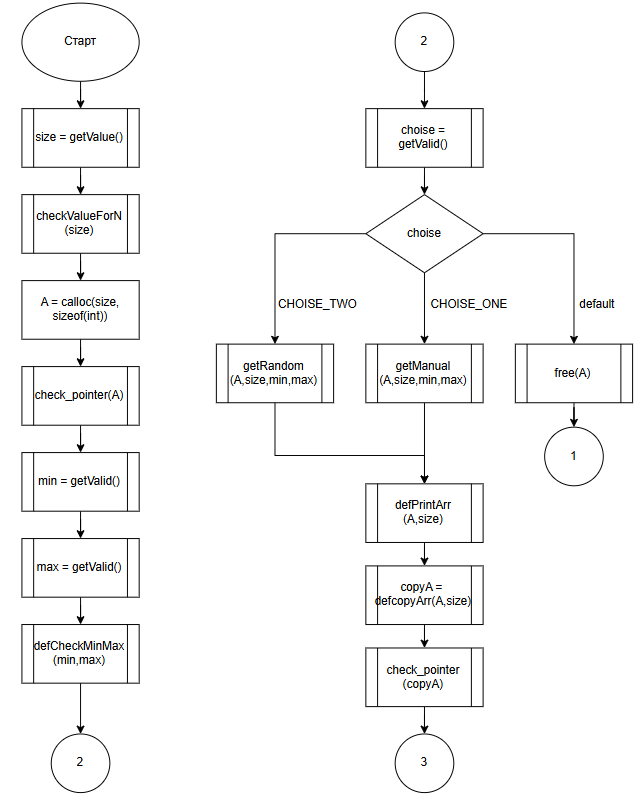 Старт
size = getValue()
checkValueForN
(size)
A = calloc(size,
sizeof(int))
check_pointer(A)
min = getValid()
max = getValid()
defCheckMinMax
(min,max)
2
2
choise =
getValid()
choise
CHOISE_TWO
CHOISE_ONE
default
getRandom
(A,size,min,max)
getManual
(A,size,min,max)
free(A)
1
defPrintArr
(A,size)
copyA =
defcopyArr(A,size)
check_pointer
(copyA)
3